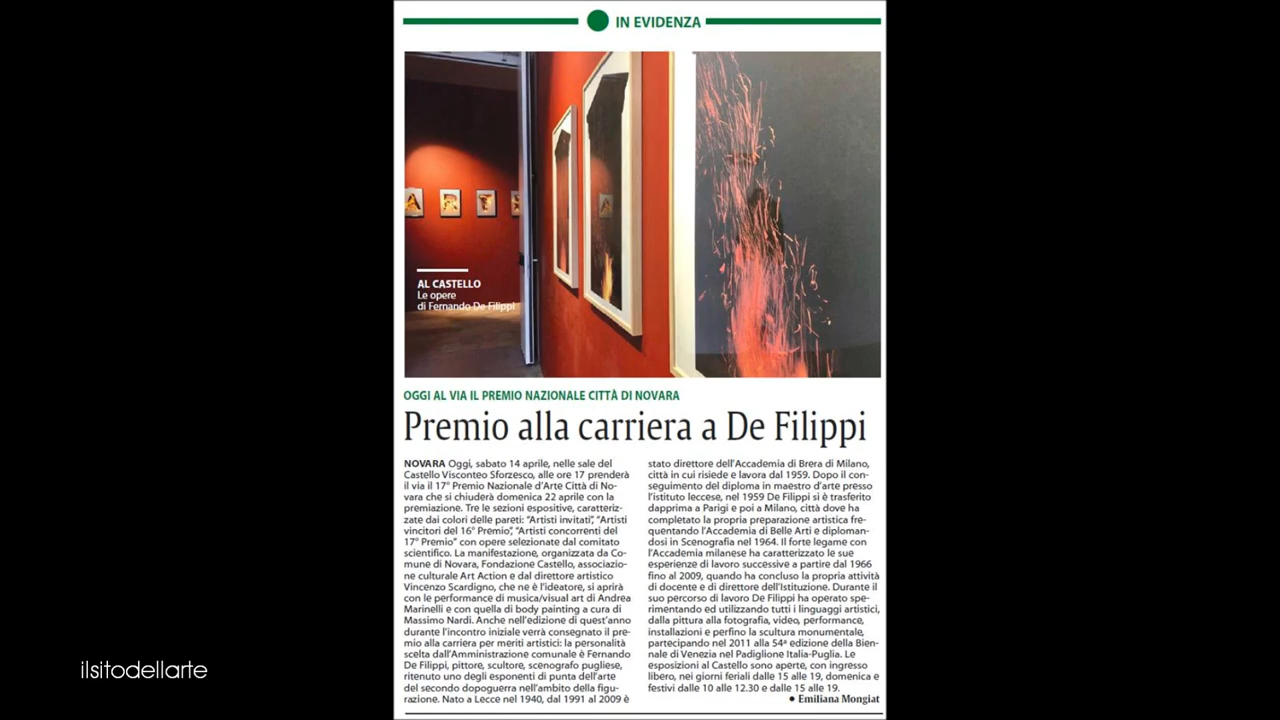 IN EVIDENZA
AL CASTELLO
Le opere
di Fernando De Filippi
OGGI AL VIA IL PREMIO NAZIONALE CITTÀ DI NOVARA
Premio alla carriera a De Filippi
NOVARA Oggi, sabato 14 aprile, nelle sale del
Castello Visconteo Sforzesco, alle ore 17 prenderà
il via il 17° Premio Nazionale d'Arte Città di No-
vara che si chiuderà domenica 22 aprile con la
premiazione. Tre le sezioni espositive, caratteriz-
zate dai colori delle pareti: "Artisti invitati", "Artisti
vincitori del 16° Premio", "Artisti concorrenti del
17° Premio" con opere selezionate dal comitato
scientifico. La manifestazione, organizzata da Co-
mune di Novara, Fondazione Castello, associazio-
ne culturale Art Action e dal direttore artistico
Vincenzo Scardigno, che ne è l'ideatore, si aprirà
con le performance di musica/visual art di Andrea
Marinelli e con quella di body painting a cura di
Massimo Nardi. Anche nell'edizione di quest'anno
durante l'incontro iniziale verrà consegnato il pre-
mio alla carriera per meriti artistici: la personalità
scelta dall'Amministrazione comunale è Fernando
De Filippi, pittore, scultore, scenografo pugliese,
ritenuto uno degli esponenti di punta dell'arte
del secondo dopoguerra nell'ambito della figu-
razione. Nato a Lecce nel 1940, dal 1991 al 2009 è
stato direttore dell'Accademia di Brera di Milano,
città in cui risiede e lavora dal 1959. Dopo il con-
seguimento del diploma in maestro d'arte presso
l'istituto leccese, nel 1959 De Filippi si è trasferito
dapprima a Parigi e poi a Milano, città dove ha
completato la propria preparazione artistica fre-
quentando l'Accademia di Belle Arti e diploman-
dosi in Scenografia nel 1964. Il forte legame con
l'Accademia milanese ha caratterizzato le sue
esperienze di lavoro successive a partire dal 1966
fino al 2009, quando ha concluso la propria attività
di docente e di direttore dell'Istituzione. Durante il
suo percorso di lavoro De Filippi ha operato spe-
rimentando ed utilizzando tutti i linguaggi artistici,
dalla pittura alla fotografia, video, performance,
installazioni e perfino la scultura monumentale,
partecipando nel 2011 alla 54ª edizione della Bien-
nale di Venezia nel Padiglione Italia-Puglia. Le
esposizioni al Castello sono aperte, con ingresso
libero, nei giorni feriali dalle 15 alle 19, domenica e
festivi dalle 10 alle 12.30 e dalle 15 alle 19.
● Emiliana Mongiat
ilsitodellarte